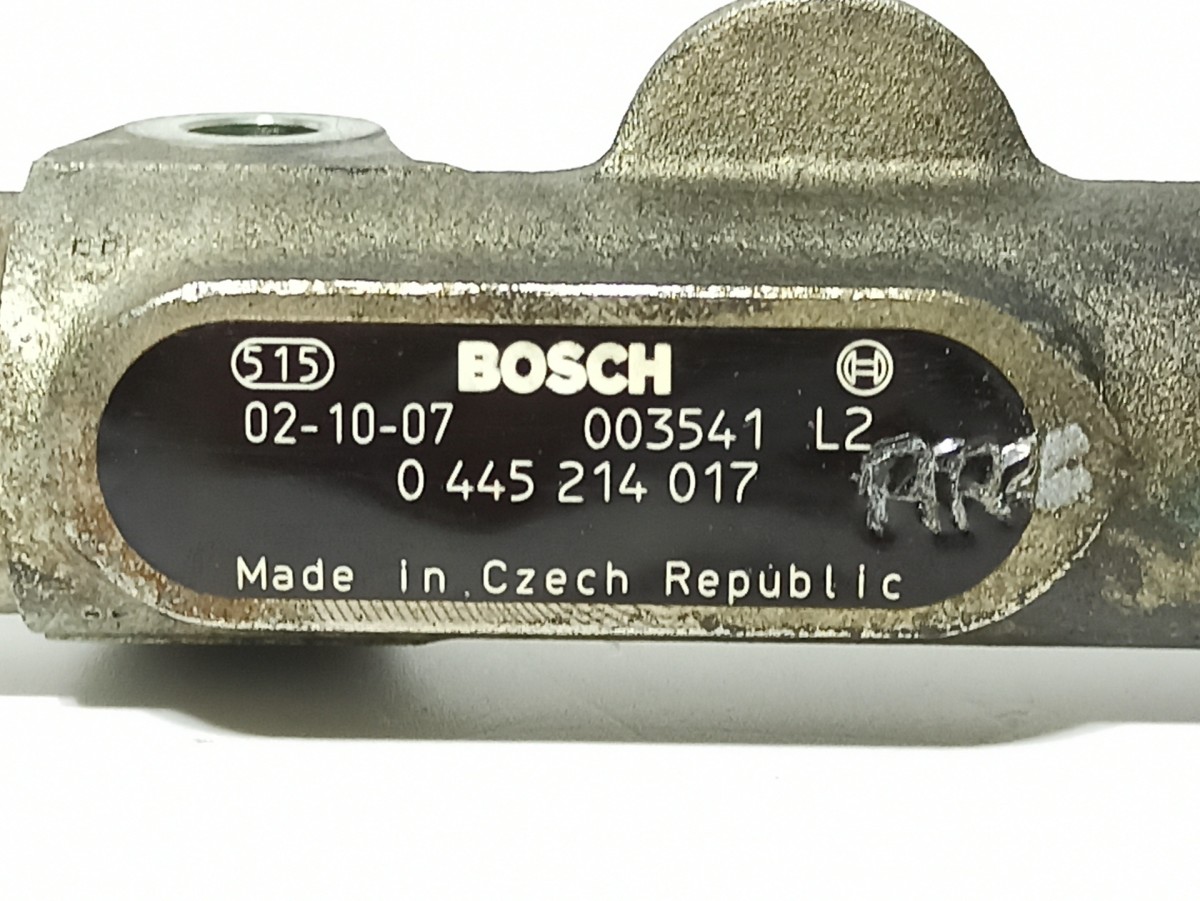 515 BOSCH
02-10-07 003541 L2
0 445 214 017
Made in Czech Republic